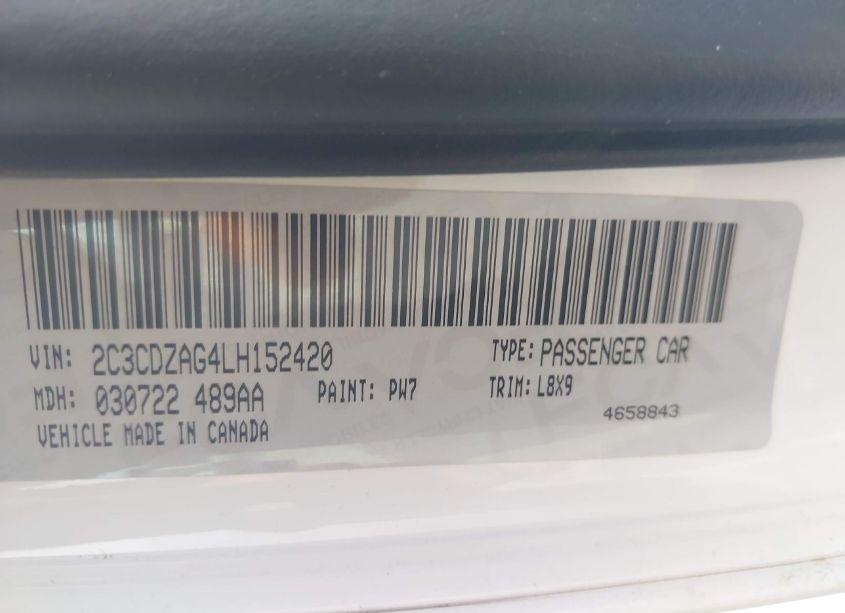 VIN: 2C3CDZAG4LH152420 TYPE: PASSENGER CAR
MDH: 030722 489AA PAINT: PW7 TRIM: L8X9
VEHICLE MADE IN CANADA 4658843